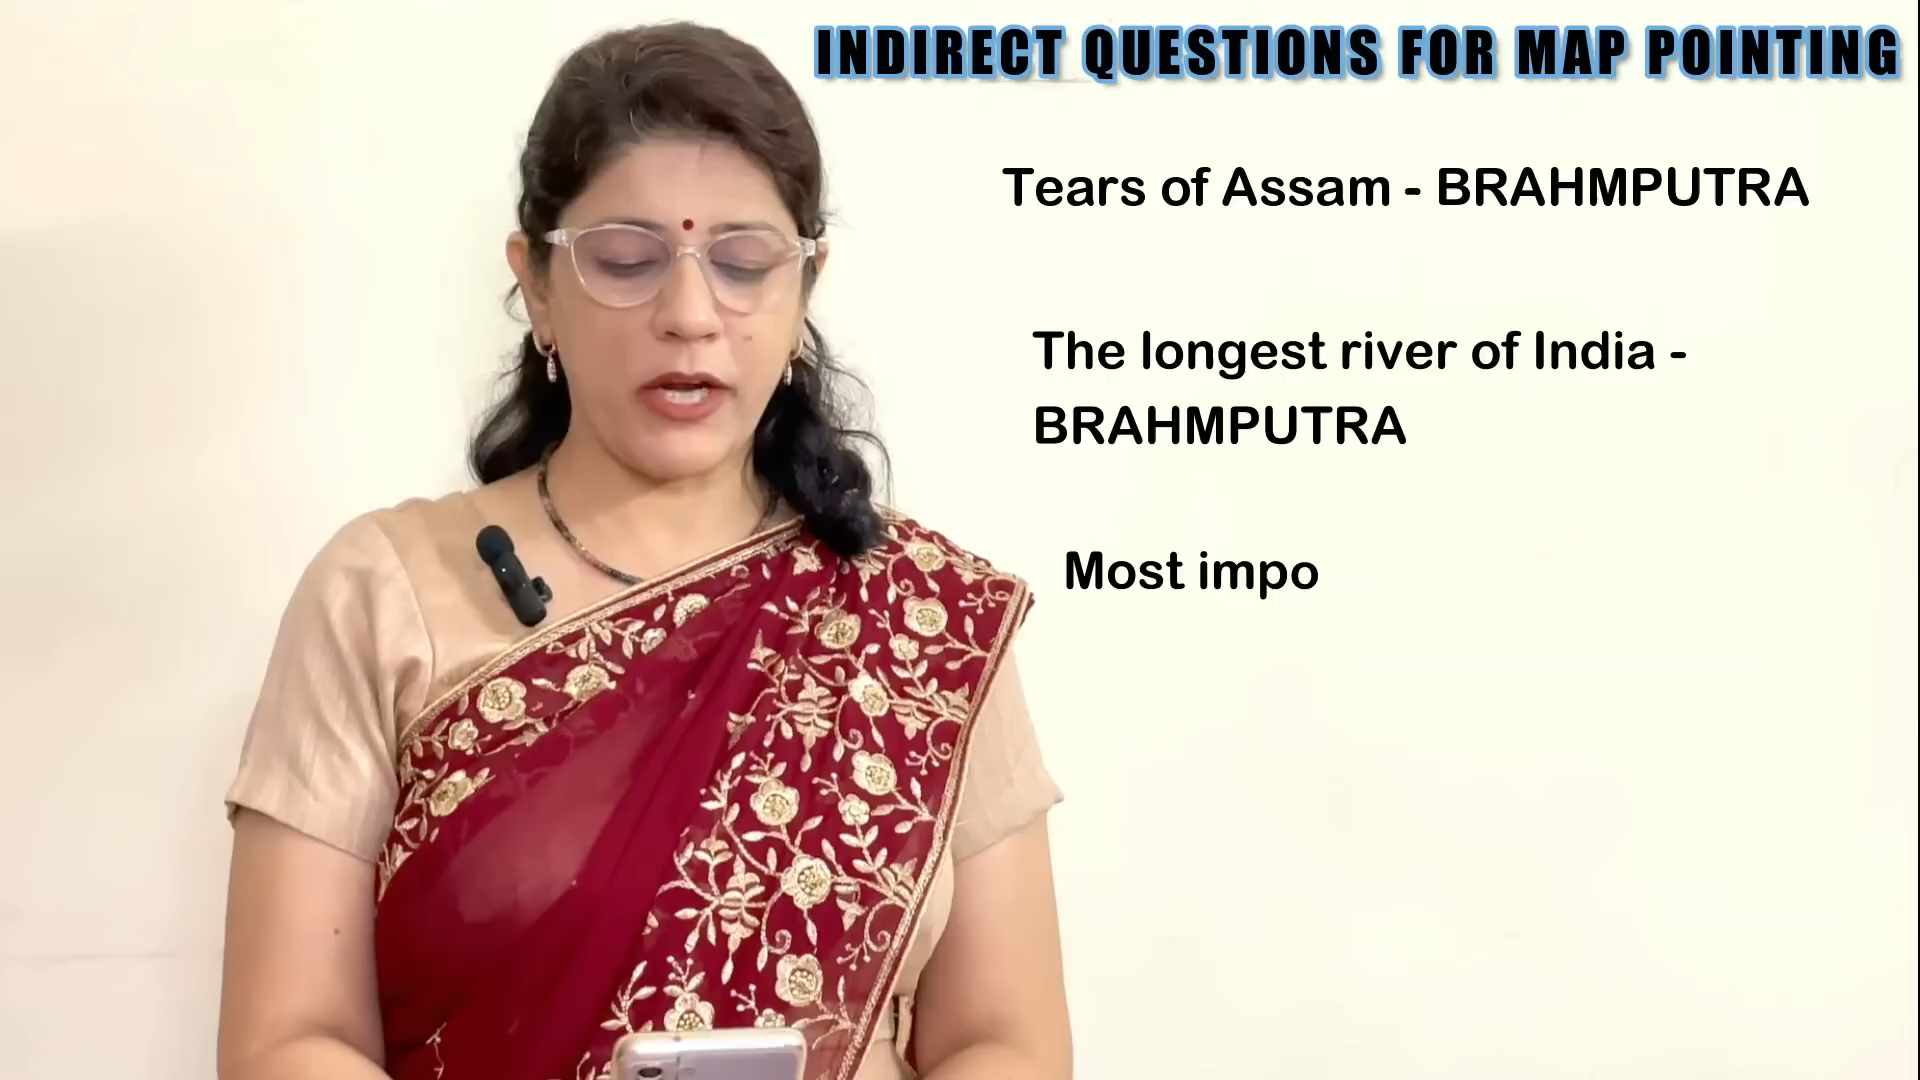 INDIRECT QUESTIONS FOR MAP POINTING
Tears of Assam - BRAHMPUTRA
The longest river of India -
BRAHMPUTRA
Most impo